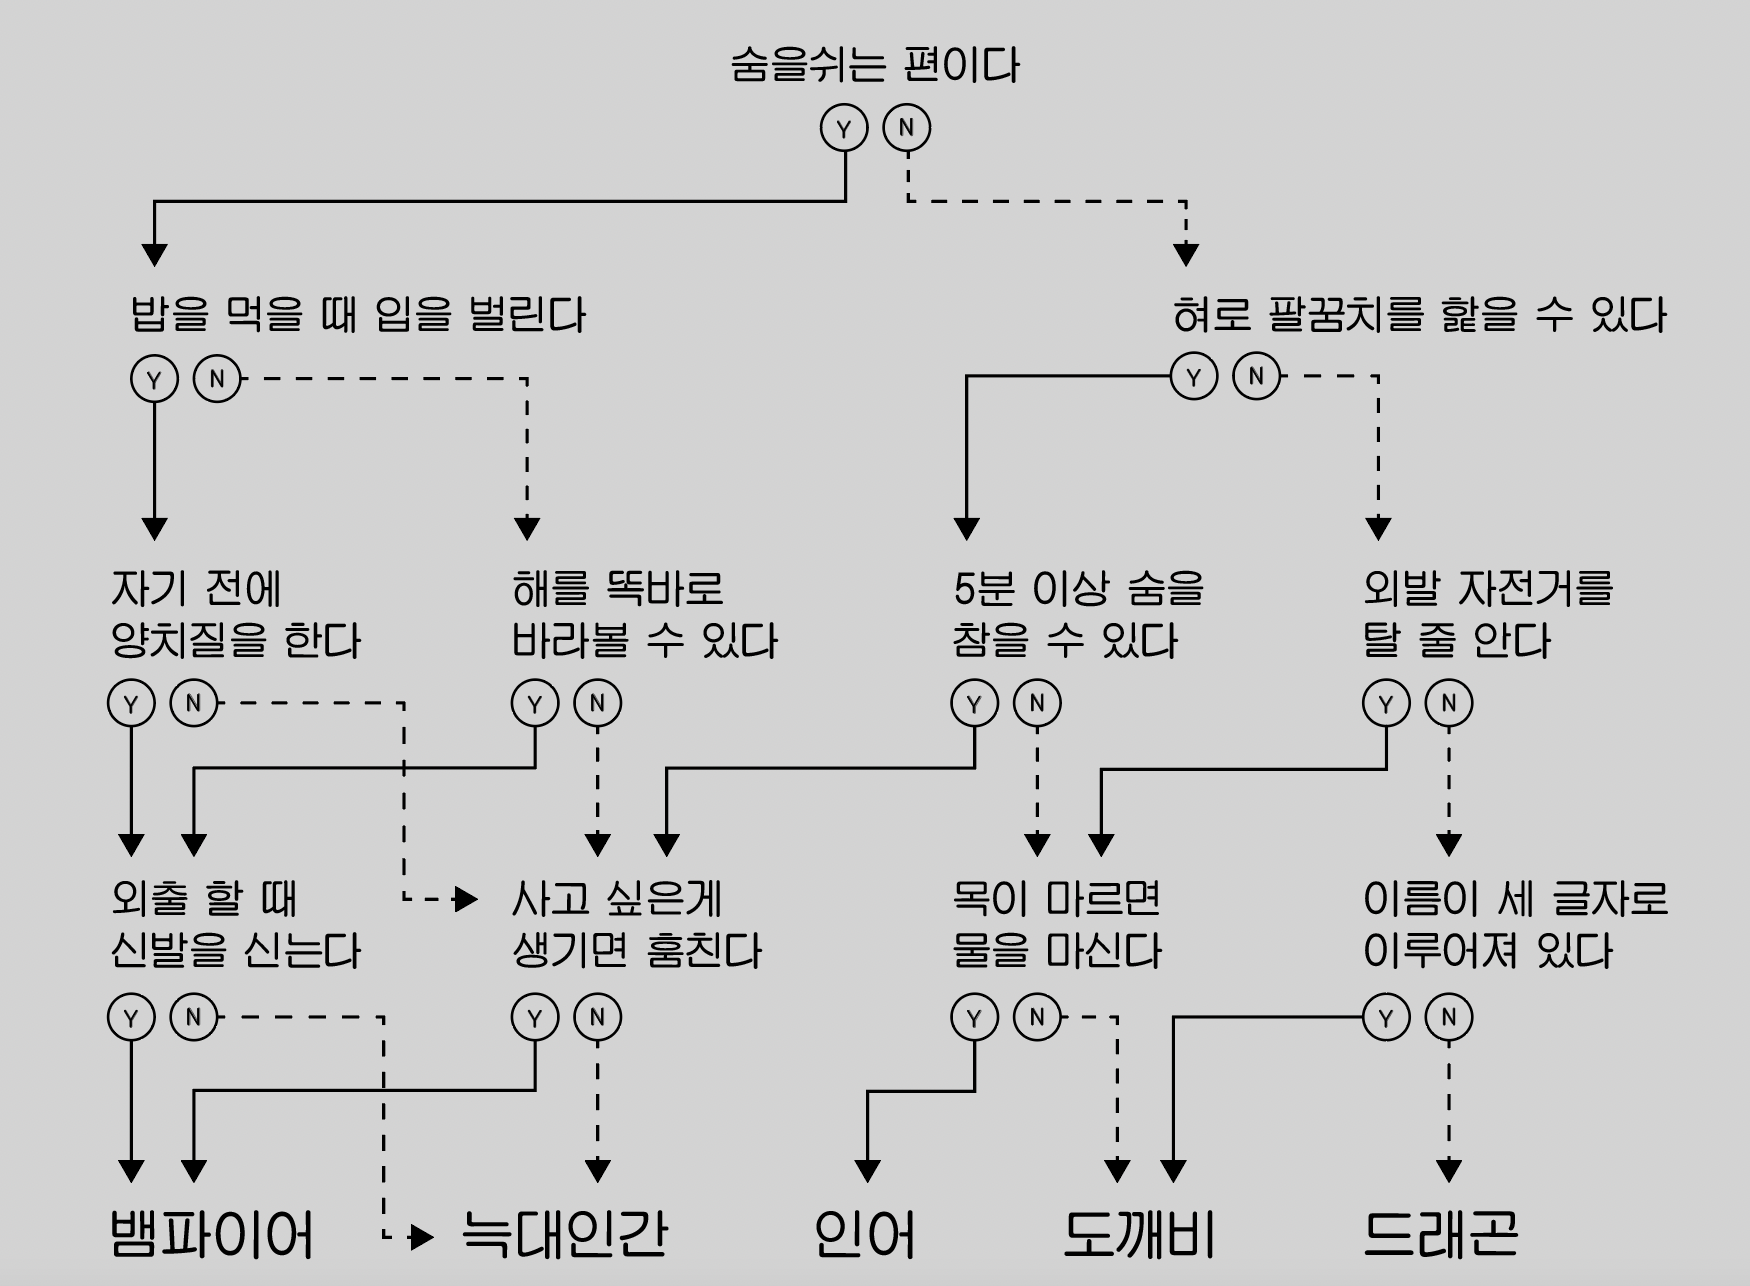 숨을쉬는 편이다
Y N
밥을 먹을 때 입을 벌린다
Y N
혀로 팔꿈치를 핥을 수 있다
Y N
자기 전에
양치질을 한다
Y N
해를 똑바로
바라볼 수 있다
Y N
5분 이상 숨을
참을 수 있다
Y N
외발 자전거를
탈 줄 안다
Y N
외출 할 때
신발을 신는다
Y N
사고 싶은게
생기면 훔친다
Y N
목이 마르면
물을 마신다
Y N
이름이 세 글자로
이루어져 있다
Y N
뱀파이어
늑대인간
인어
도깨비
드래곤